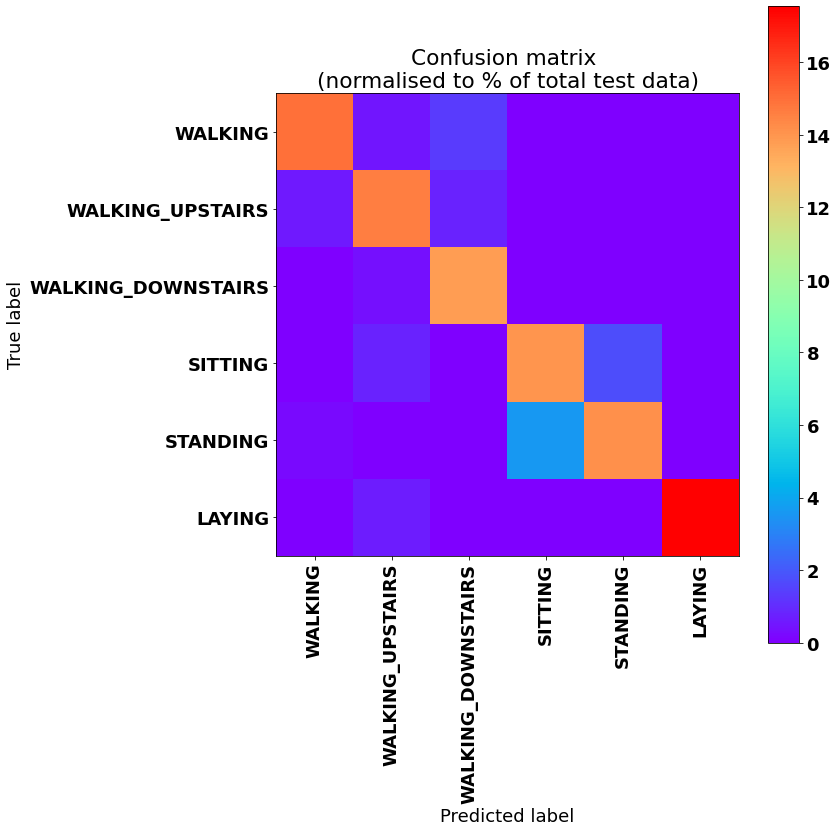 Confusion matrix
(normalised to % of total test data)
True label
WALKING
WALKING_UPSTAIRS
WALKING_DOWNSTAIRS
SITTING
STANDING
LAYING
WALKING
WALKING_UPSTAIRS
WALKING_DOWNSTAIRS
SITTING
STANDING
LAYING
Predicted label
16
14
12
10
8
6
4
2
0